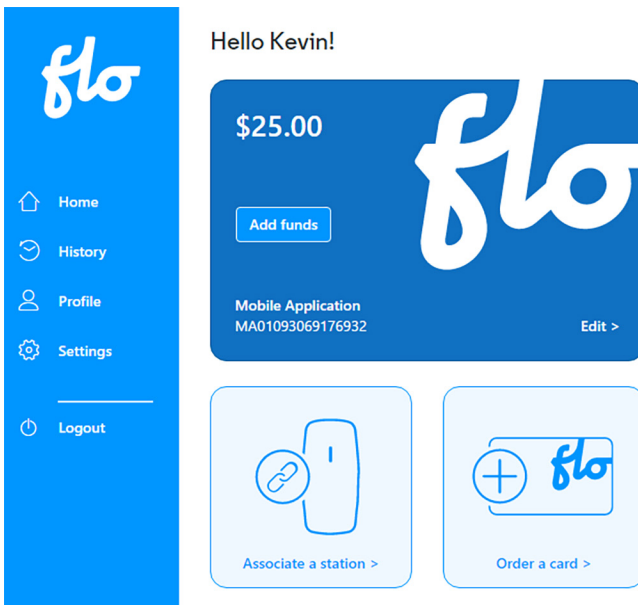 flo
Hello Kevin!
$25.00
flo
Add funds
Mobile Application
MA01093069176932
Edit >
Home
History
Profile
Settings
Logout
flo
Associate a station >
Order a card >